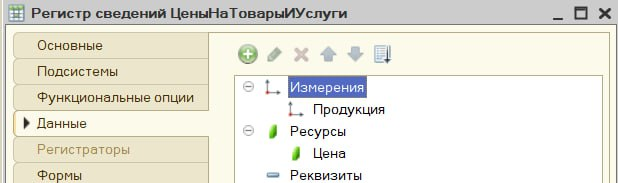 Регистр сведений ЦеныНаТоварыИУслуги
Основные
Подсистемы
Функциональные опции
Данные
Регистраторы
Формы
Измерения
Продукция
Ресурсы
Цена
Реквизиты